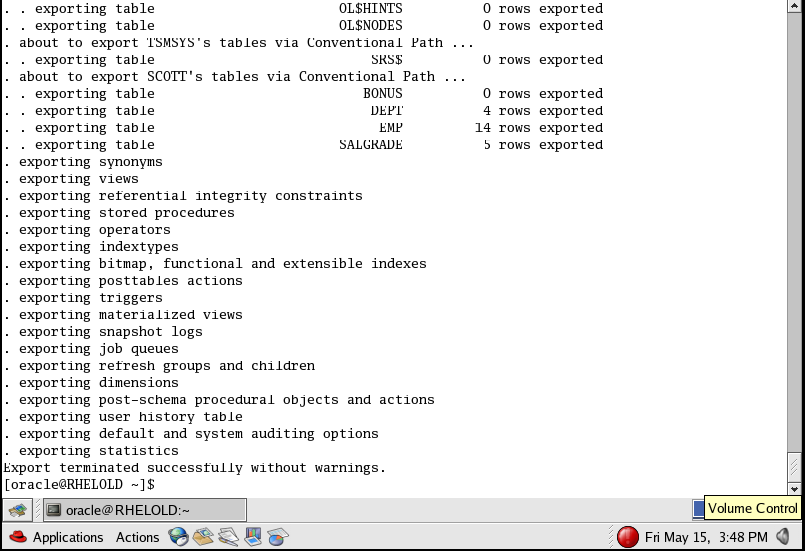 . . exporting table                       OL$HINTS          0 rows exported
. . exporting table                       OL$NODES          0 rows exported
. about to export TSMSYS's tables via Conventional Path ...
. . exporting table                           SRS$          0 rows exported
. about to export SCOTT's tables via Conventional Path ...
. . exporting table                          BONUS          0 rows exported
. . exporting table                           DEPT          4 rows exported
. . exporting table                            EMP         14 rows exported
. . exporting table                       SALGRADE          5 rows exported
. exporting synonyms
. exporting views
. exporting referential integrity constraints
. exporting stored procedures
. exporting operators
. exporting indextypes
. exporting bitmap, functional and extensible indexes
. exporting posttables actions
. exporting triggers
. exporting materialized views
. exporting snapshot logs
. exporting job queues
. exporting refresh groups and children
. exporting dimensions
. exporting post-schema procedural objects and actions
. exporting user history table
. exporting default and system auditing options
. exporting statistics
Export terminated successfully without warnings.
[oracle@RHELOLD ~]$
oracle@RHELOLD:~ Volume Control
Applications Actions Fri May 15, 3:48 PM